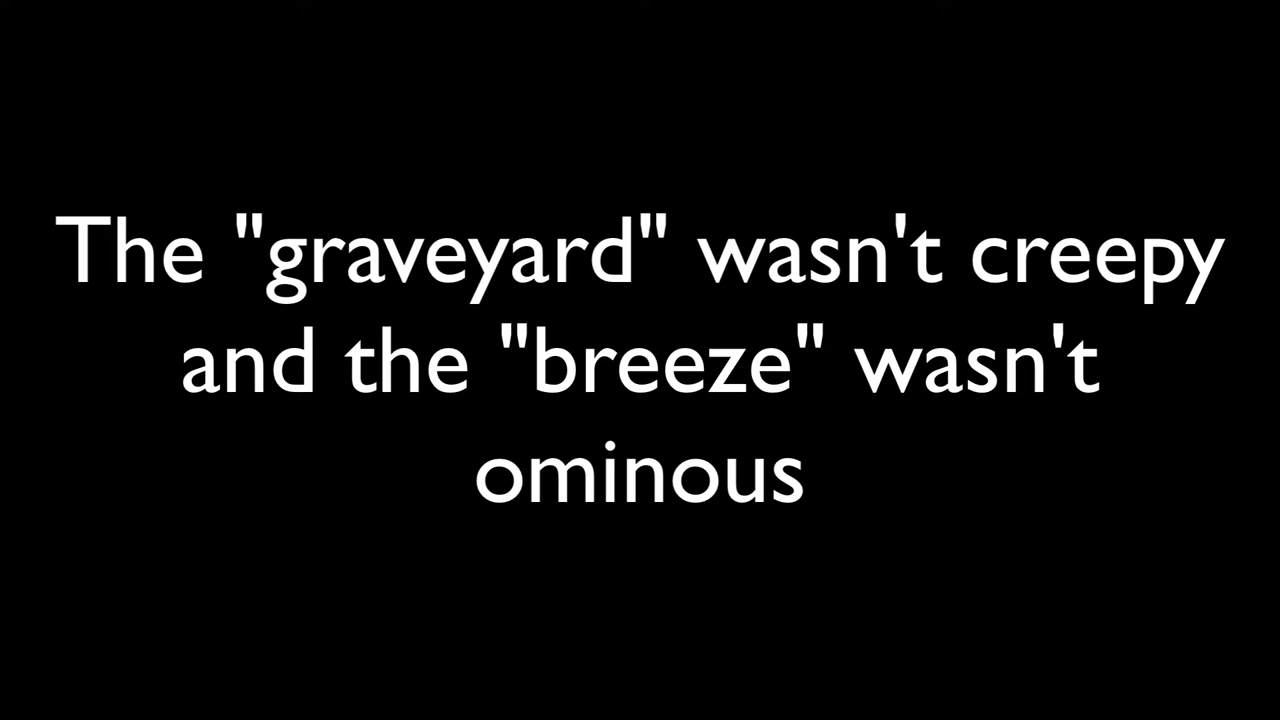 The "graveyard" wasn't creepy
and the "breeze" wasn't
ominous